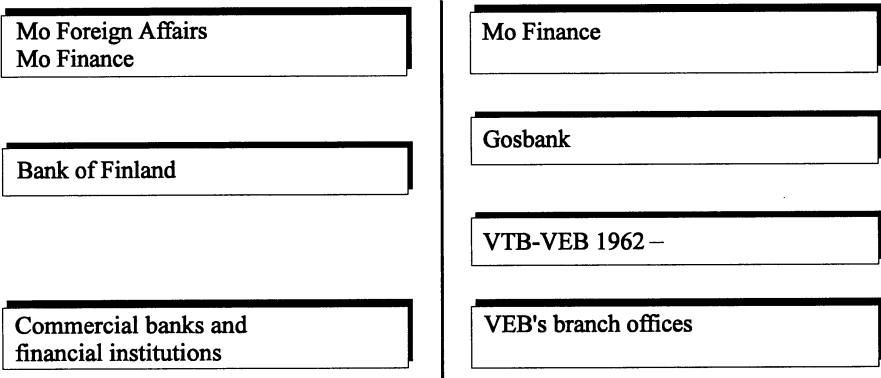 Mo Foreign Affairs
Mo Finance
Bank of Finland
Commercial banks and
financial institutions
Mo Finance
Gosbank
VTB-VEB 1962 –
VEB's branch offices